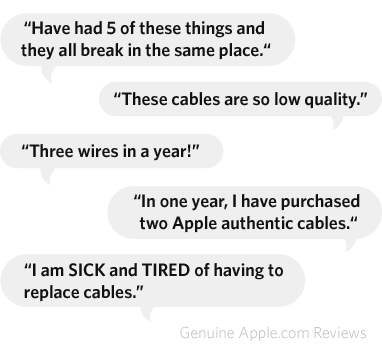 “Have had 5 of these things and
they all break in the same place.“
“These cables are so low quality.”
“Three wires in a year!”
“In one year, I have purchased
two Apple authentic cables.“
“I am SICK and TIRED of having to
replace cables.”
Genuine Apple.com Reviews